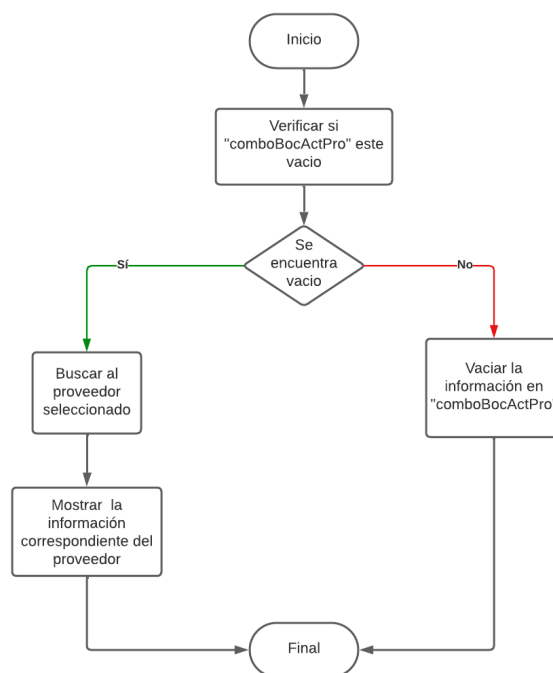 Inicio
Verificar si
"comboBocActPro" este
vacio
Se
encuentra
vacio
Sí
No
Buscar al
proveedor
seleccionado
Vaciar la
información en
"comboBocActPro"
Mostrar la
información
correspondiente del
proveedor
Final